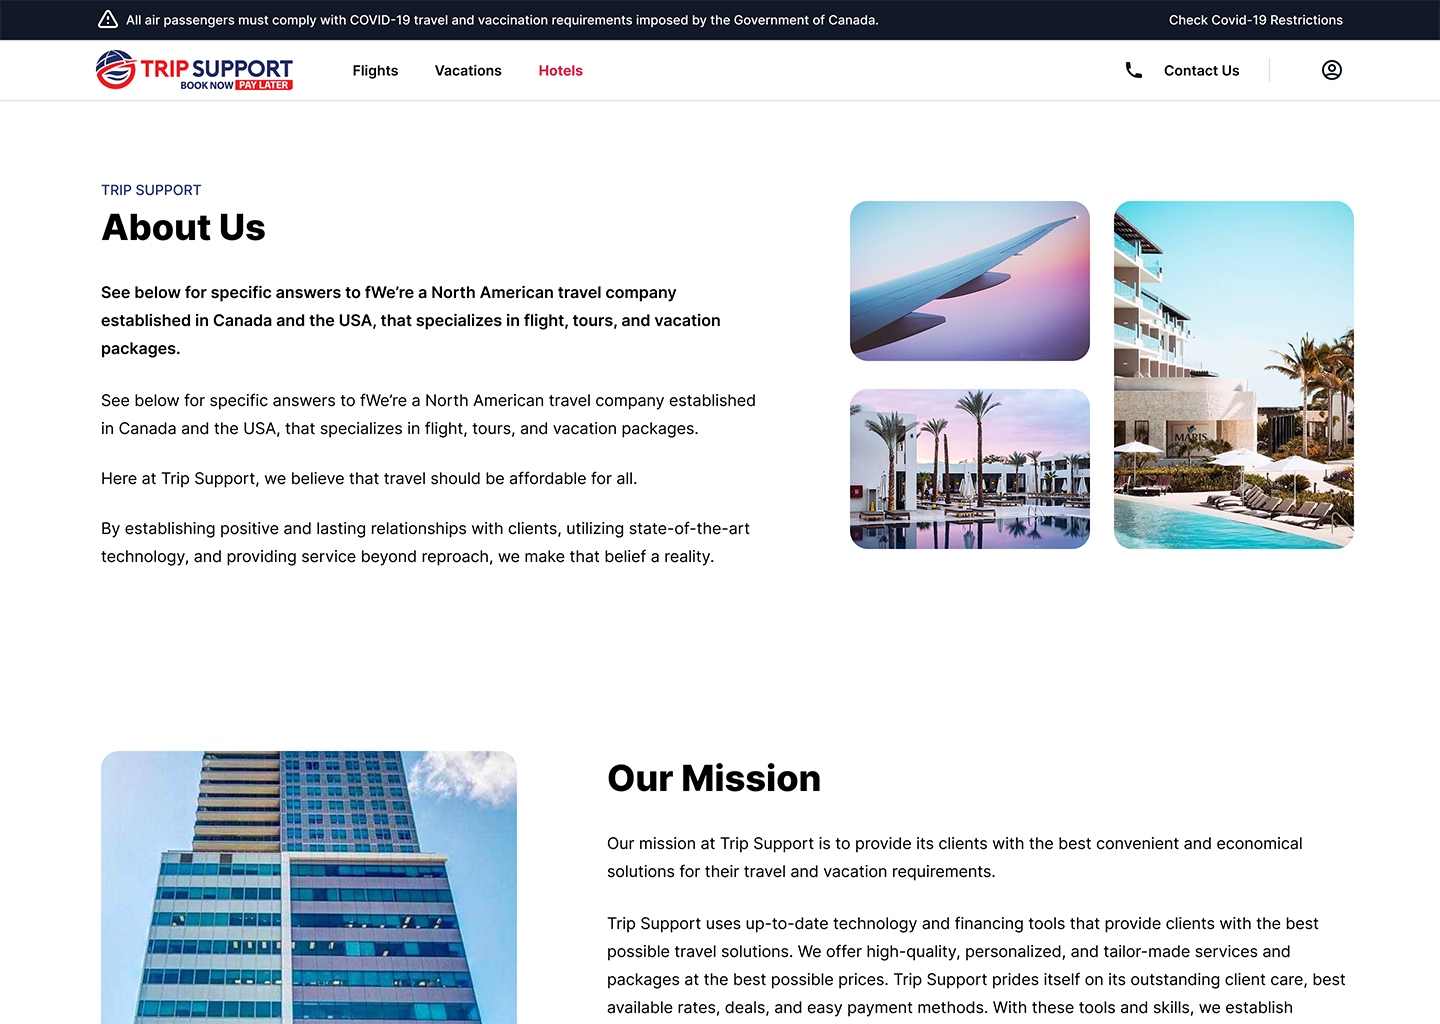 All air passengers must comply with COVID-19 travel and vaccination requirements imposed by the Government of Canada.
Check Covid-19 Restrictions
TRIP SUPPORT
BOOK NOW PAY LATER
Flights
Vacations
Hotels
Contact Us
TRIP SUPPORT
About Us
See below for specific answers to fWe’re a North American travel company
established in Canada and the USA, that specializes in flight, tours, and vacation
packages.
See below for specific answers to fWe’re a North American travel company established
in Canada and the USA, that specializes in flight, tours, and vacation packages.
Here at Trip Support, we believe that travel should be affordable for all.
By establishing positive and lasting relationships with clients, utilizing state-of-the-art
technology, and providing service beyond reproach, we make that belief a reality.
MARIS
Our Mission
Our mission at Trip Support is to provide its clients with the best convenient and economical
solutions for their travel and vacation requirements.
Trip Support uses up-to-date technology and financing tools that provide clients with the best
possible travel solutions. We offer high-quality, personalized, and tailor-made services and
packages at the best possible prices. Trip Support prides itself on its outstanding client care, best
available rates, deals, and easy payment methods. With these tools and skills, we establish